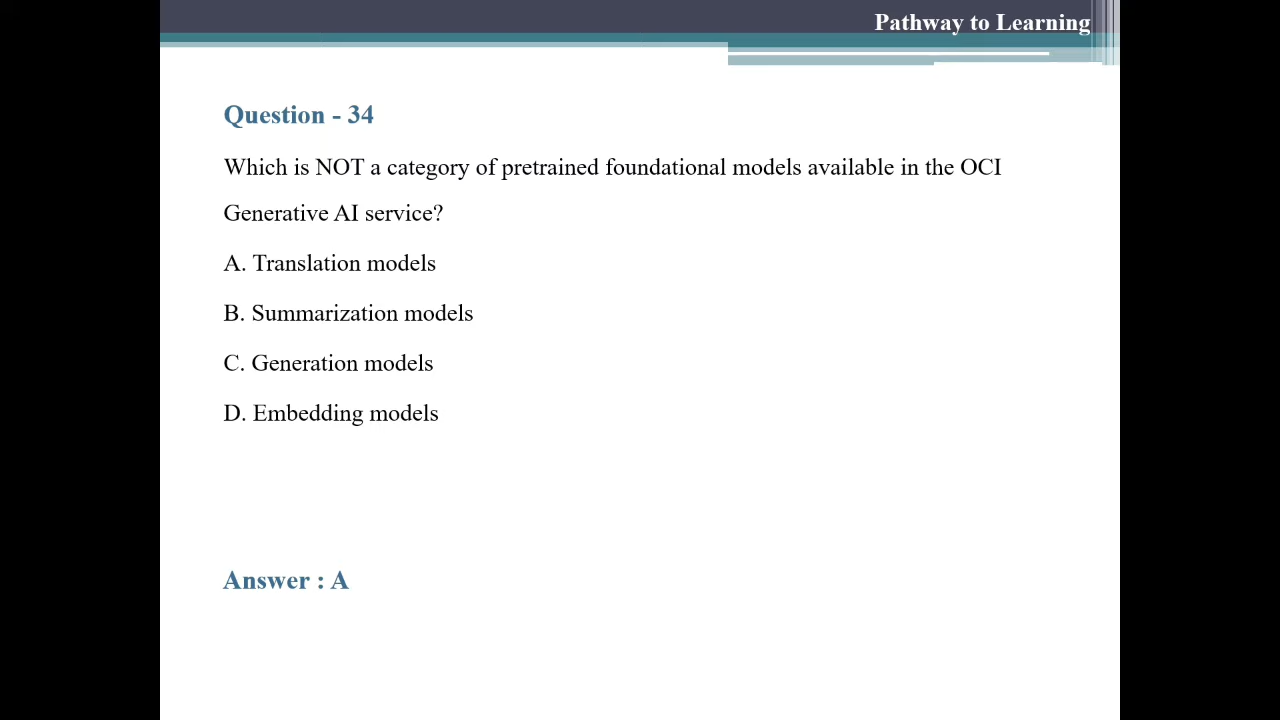 Pathway to Learning
Question - 34
Which is NOT a category of pretrained foundational models available in the OCI
Generative AI service?
A. Translation models
B. Summarization models
C. Generation models
D. Embedding models
Answer : A